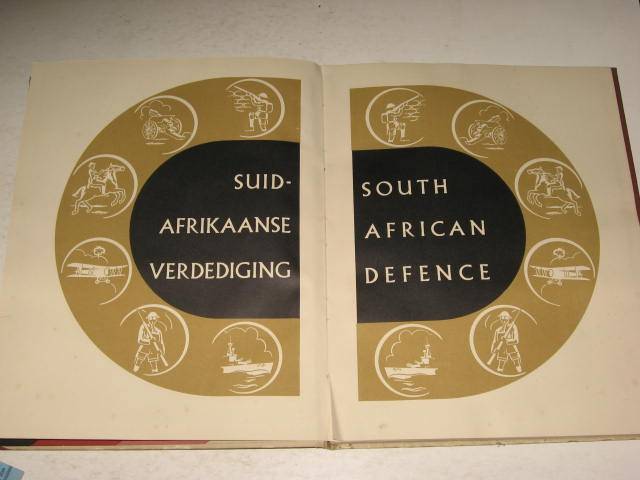 SUID-
AFRIKAANSE
VERDEDIGING
SOUTH
AFRICAN
DEFENCE